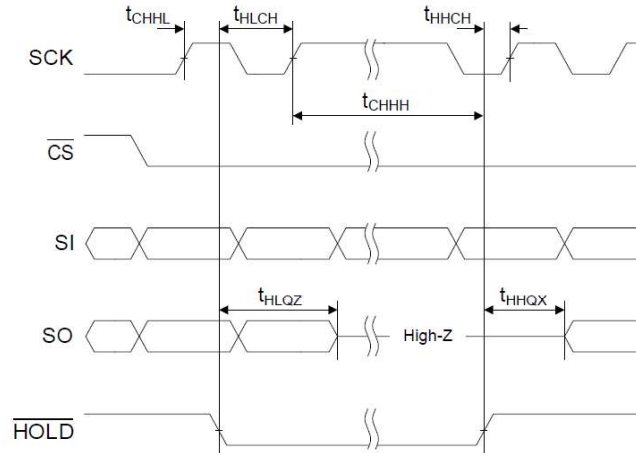 tCHHL
tHLCH
tHHCH
SCK
tCHHH
CS
SI
tHLQZ
tHHQX
SO
High-Z
HOLD